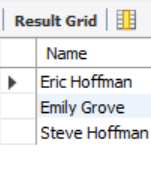 Result Grid
Name
Eric Hoffman
Emily Grove
Steve Hoffman